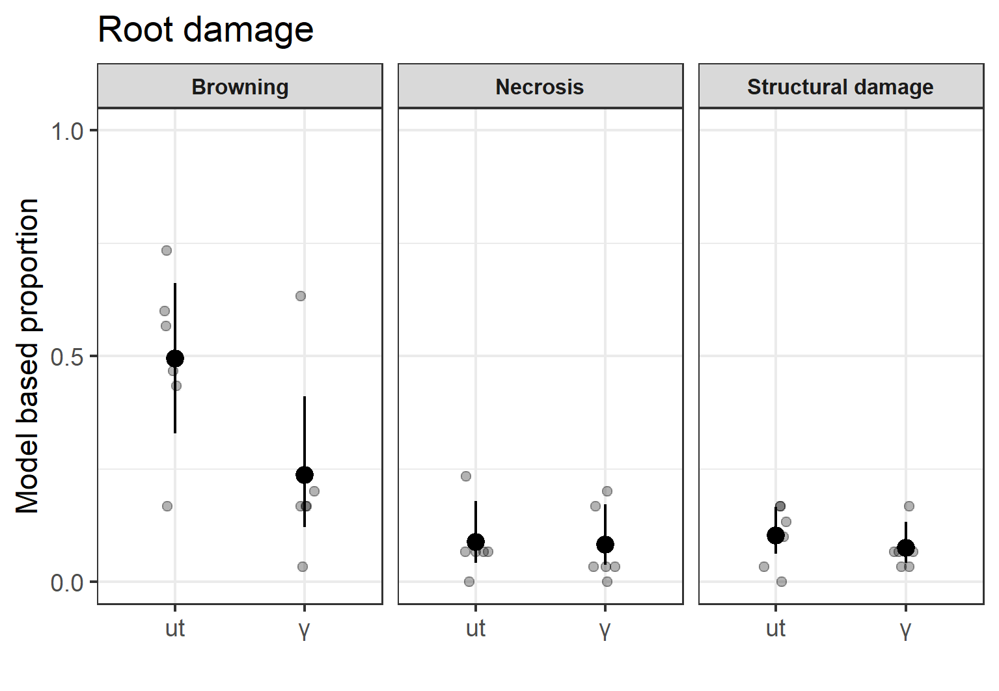 Root damage
Browning
Necrosis
Structural damage
Model based proportion
1.0
0.5
0.0
ut
γ
ut
γ
ut
γ